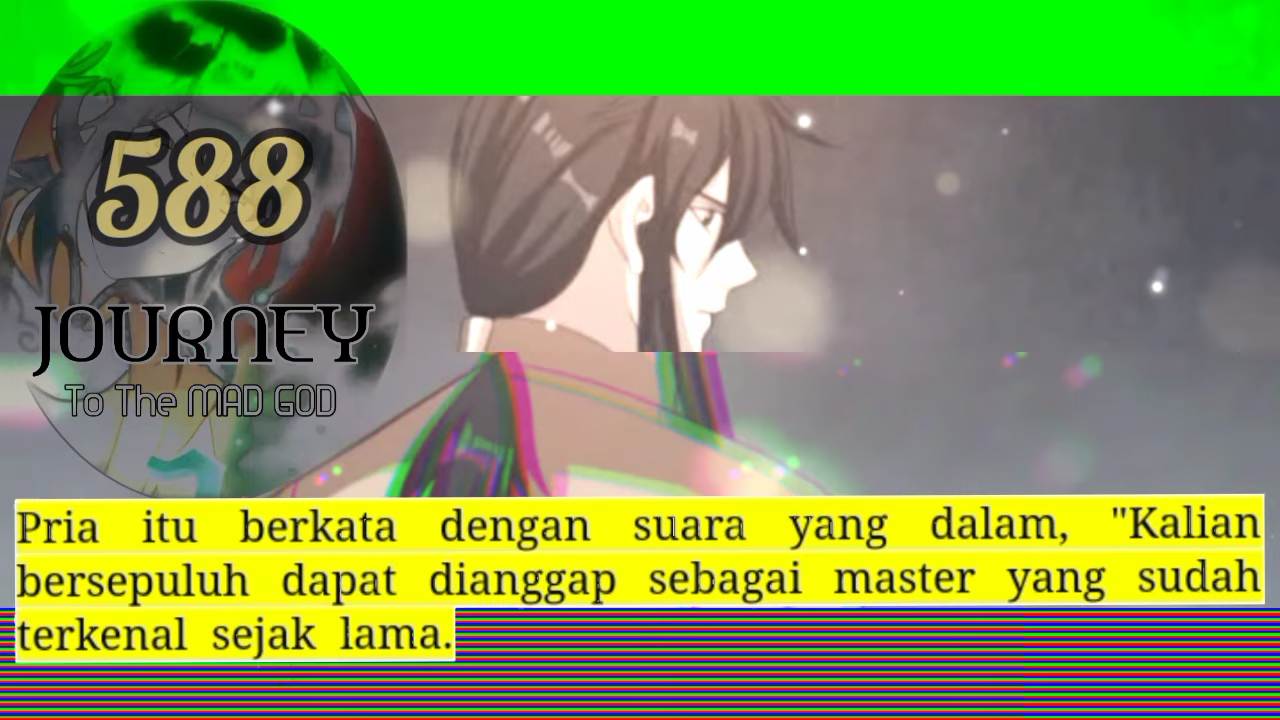 588
JOURNEY
To The MAD GOD
Pria itu berkata dengan suara yang dalam, "Kalian
bersepuluh dapat dianggap sebagai master yang sudah
terkenal sejak lama.